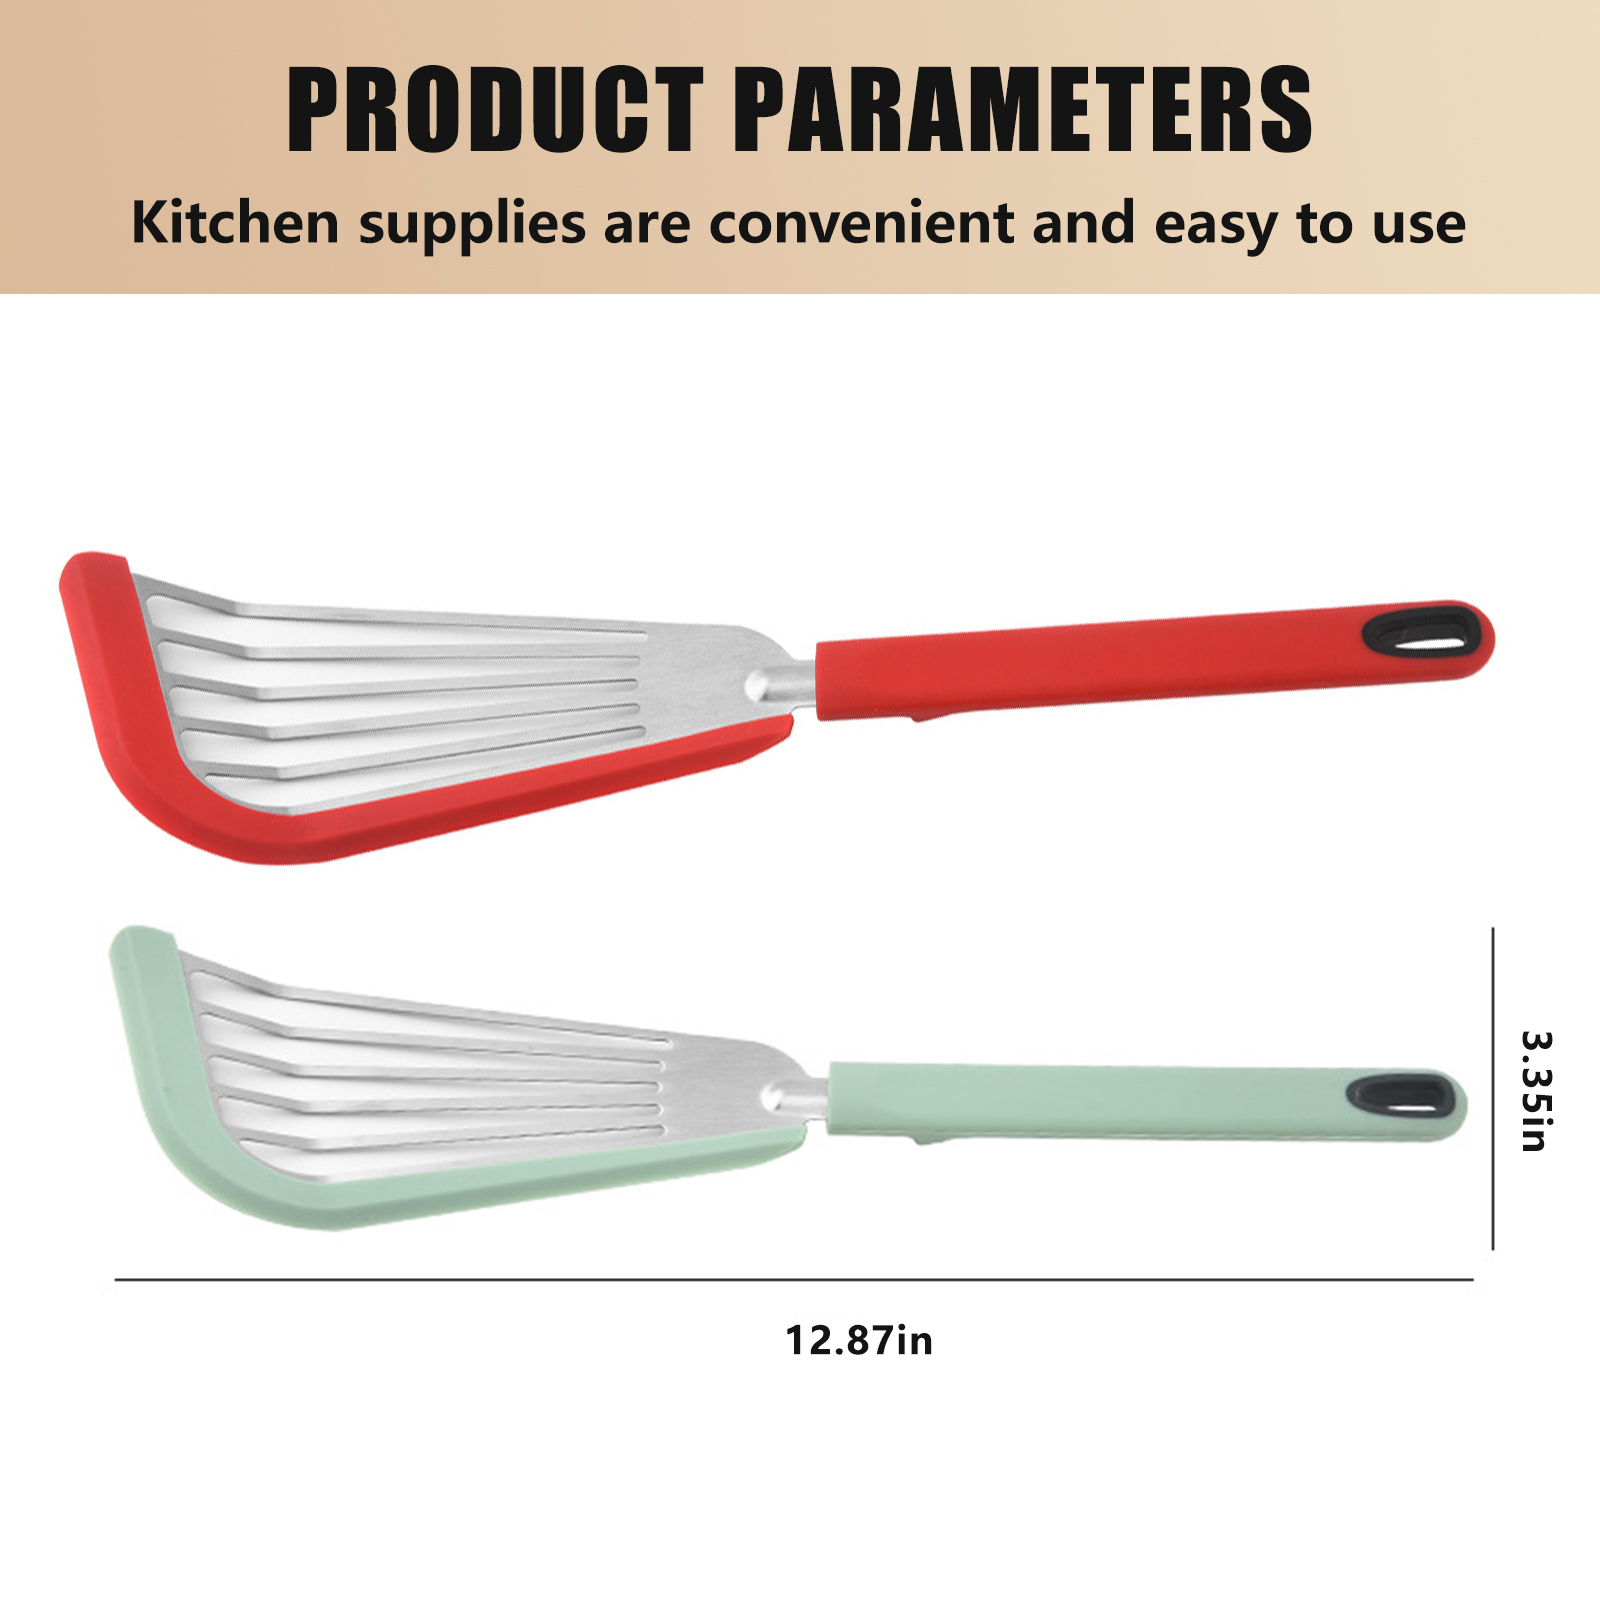 PRODUCT PARAMETERS
Kitchen supplies are convenient and easy to use
3.35in
12.87in